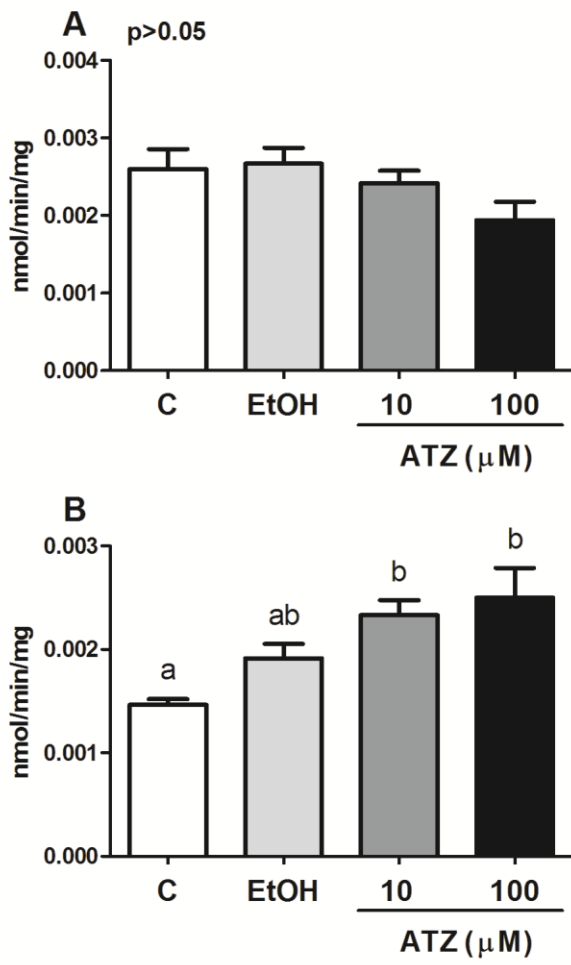 A p>0.05
0.004
0.003
0.002
0.001
0.000
nmol/min/mg
C EtOH 10 100
ATZ (μM)
B
0.003
0.002
0.001
0.000
nmol/min/mg
a ab b b
C EtOH 10 100
ATZ (μM)